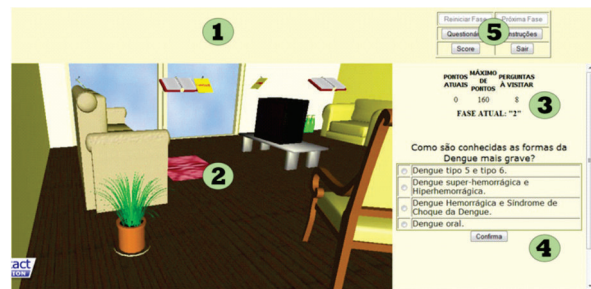 1
Reiniciar Fase Próxima Fase
Questionár
5
Instruções
Score Sair
PONTOS ATUAIS MÁXIMO DE PONTOS PERGUNTAS À VISITAR
0 160 8
3
FASE ATUAL: "2"
2
Como são conhecidas as formas da
Dengue mais grave?
Dengue tipo 5 e tipo 6.
Dengue super-hemorrágica e
Hiperhemorrágica.
Dengue Hemorrágica e Síndrome de
Choque da Dengue.
Dengue oral.
Confirma
4
act